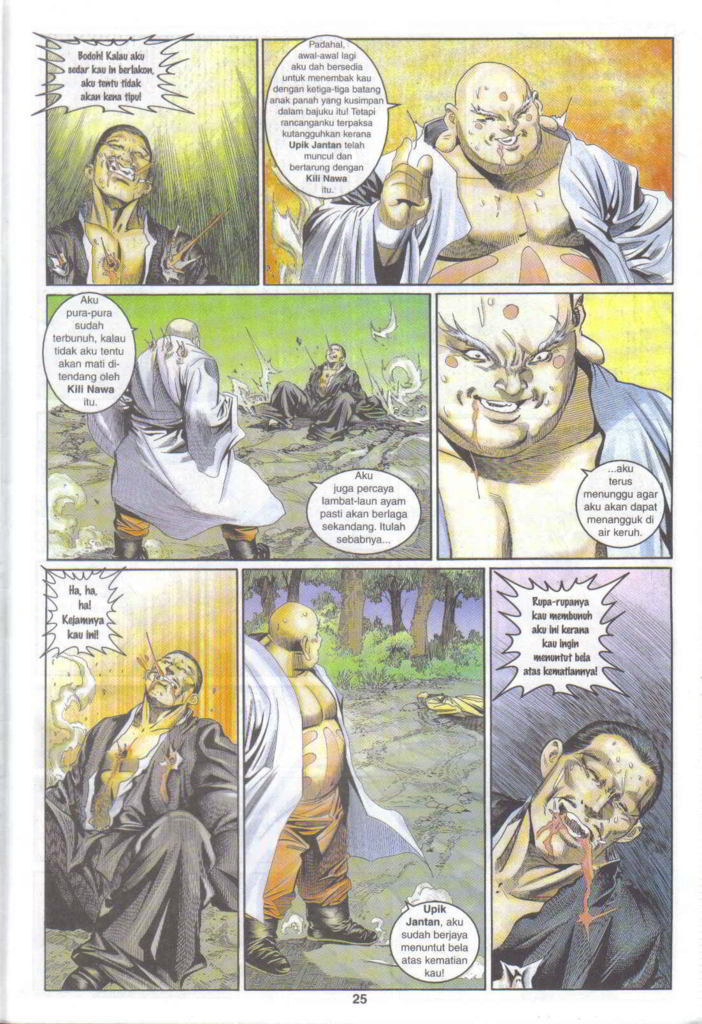 Bodoh! Kalau aku
sedar kau in berlakon,
aku tentu tidak
akan kena tipu!
Padahal,
awal-awal lagi
aku dah bersedia
untuk menembak kau
dengan ketiga-tiga batang
anak panah yang kusimpan
dalam bajuku itu! Tetapi
rancanganku terpaksa
kutangguhkan kerana
Upik Jantan telah
muncul dan
bertarung dengan
Kili Nawa
itu.
Aku
pura-pura
sudah
terbunuh, kalau
tidak aku tentu
akan mati di-
tendang oleh
Kili Nawa
itu.
Aku
juga percaya
lambat-laun ayam
pasti akan berlaga
sekandang. Itulah
sebabnya...
...aku
terus
menunggu agar
aku akan dapat
menangguk di
air keruh.
Ha, ha,
ha!
Kejamnya
kau ini!
Upik
Jantan, aku
sudah berjaya
menuntut bela
atas kematian
kau!
Rupa-rupanya
kau membunuh
aku ini kerana
kau ingin
menuntut bela
atas kematiannya!
25